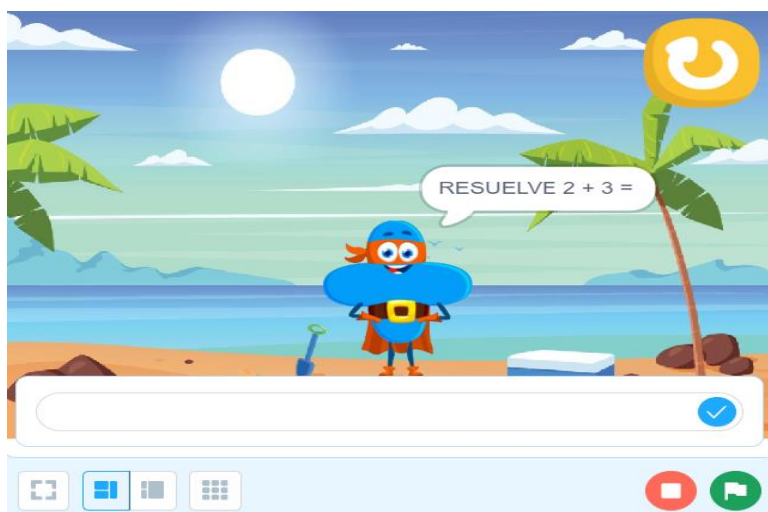 RESUELVE 2 + 3 =